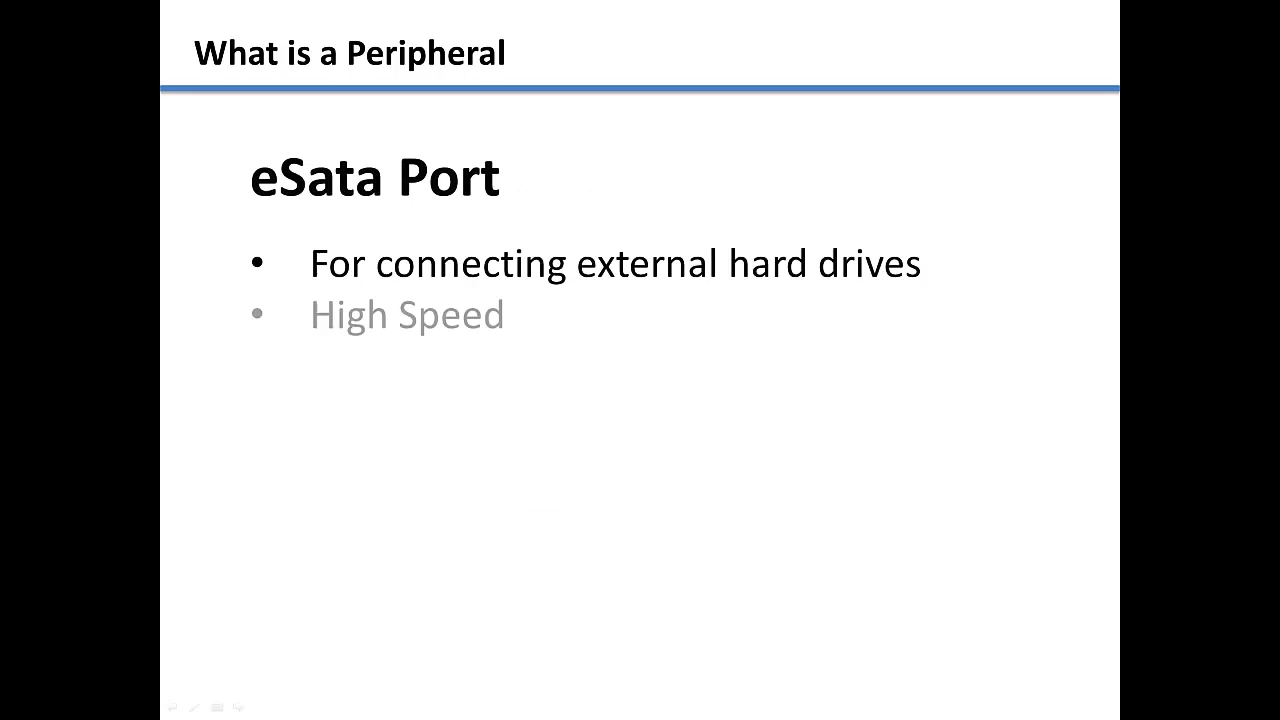 What is a Peripheral
eSata Port
• For connecting external hard drives
• High Speed